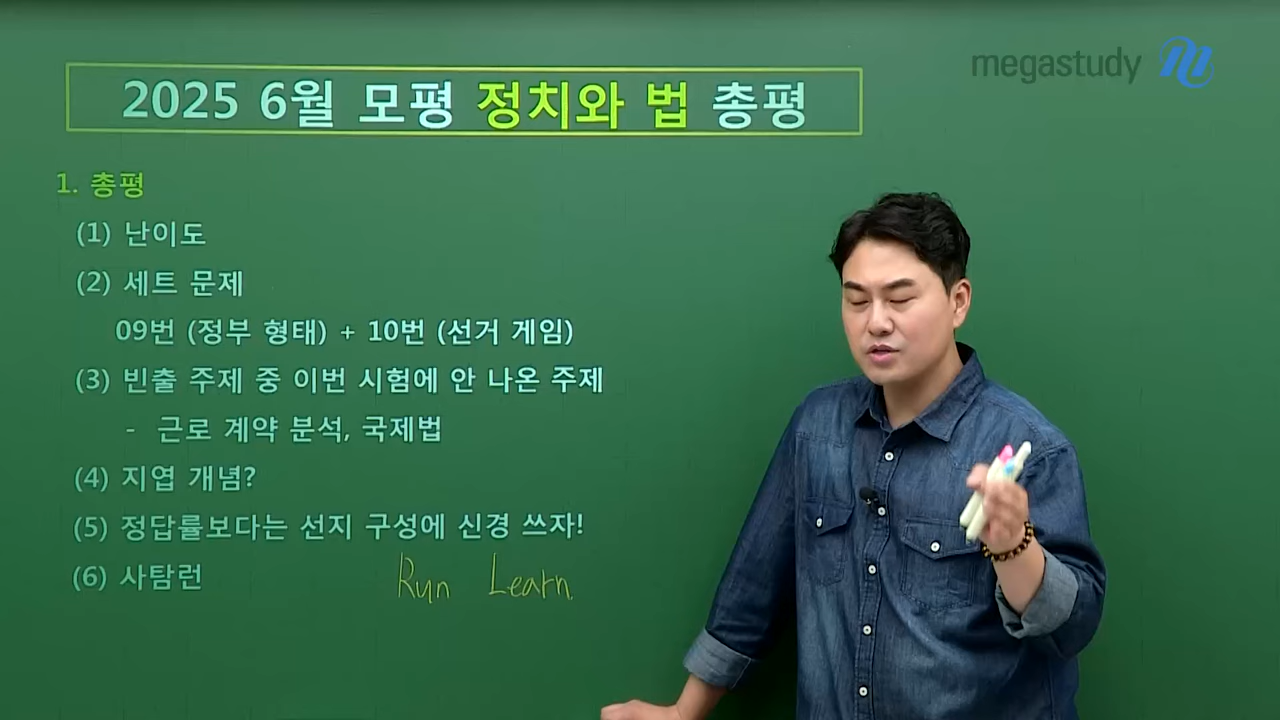 megastudy
2025 6월 모평 정치와 법 총평
1. 총평
(1) 난이도
(2) 세트 문제
09번 (정부 형태) + 10번 (선거 게임)
(3) 빈출 주제 중 이번 시험에 안 나온 주제
- 근로 계약 분석, 국제법
(4) 지엽 개념?
(5) 정답률보다는 선지 구성에 신경 쓰자!
(6) 사탐런
Run Learn